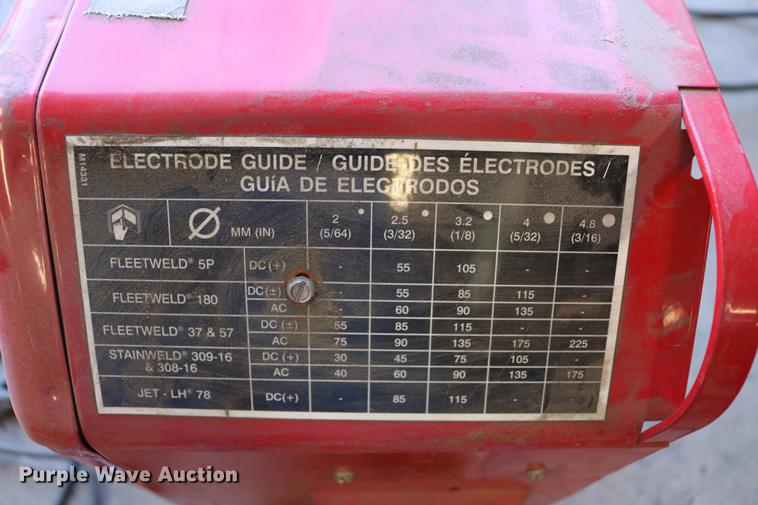 M14331
ELECTRODE GUIDE / GUIDE DES ÉLECTRODES /
GUÍA DE ELECTRODOS
MM (IN) 2 (5/64) 2.5 (3/32) 3.2 (1/8) 4 (5/32) 4.8 (3/16)
FLEETWELD® 5P DC(+) - 55 105 - -
FLEETWELD® 180 DC(±) - 55 85 115 -
AC - 60 90 135 -
FLEETWELD® 37 & 57 DC (±) 55 85 115 - -
AC 75 90 135 175 225
STAINWELD® 309-16 & 308-16 DC (+) 30 45 75 105 -
AC 40 60 90 135 175
JET - LH® 78 DC(+) - 85 115 - -
Purple Wave Auction